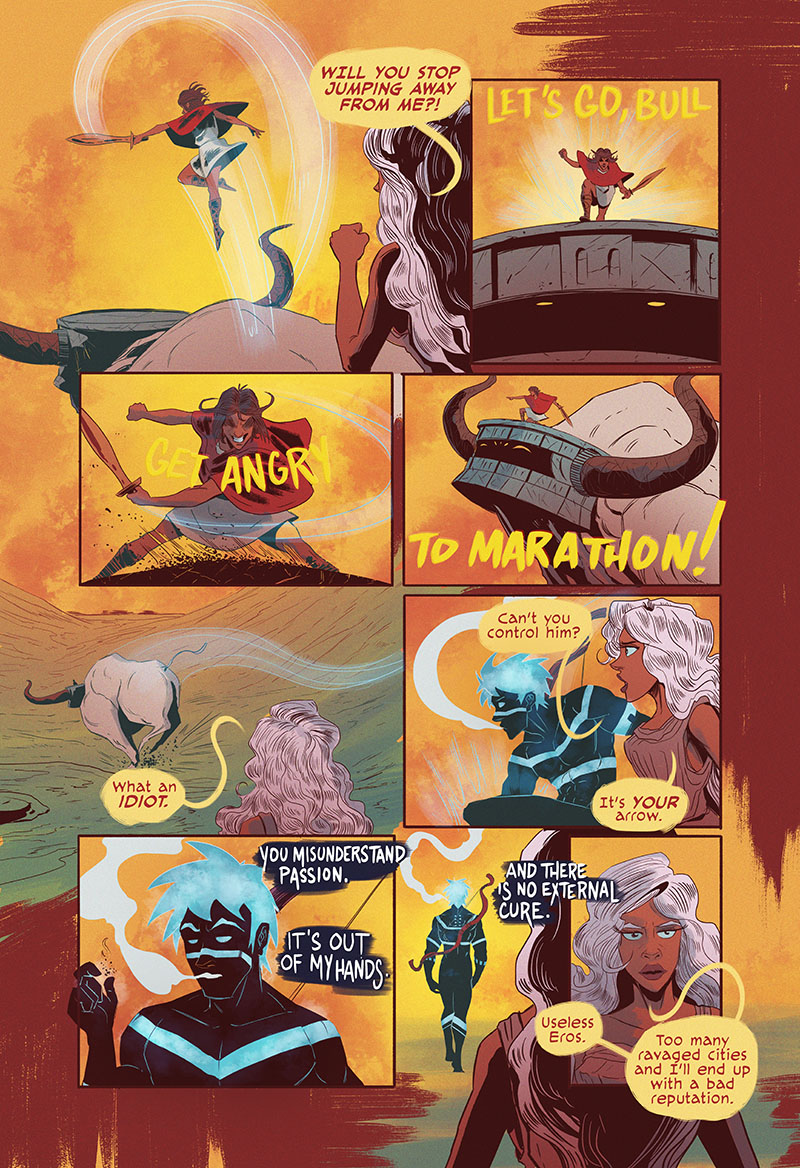 WILL YOU STOP
JUMPING AWAY
FROM ME?!
LET'S GO, BULL
GET ANGRY
TO MARATHON!
What an
IDIOT.
Can't you
control him?
It's YOUR
arrow.
YOU MISUNDERSTAND
PASSION.
IT'S OUT
OF MY HANDS.
AND THERE
IS NO EXTERNAL
CURE.
Useless
Eros.
Too many
ravaged cities
and I'll end up
with a bad
reputation.